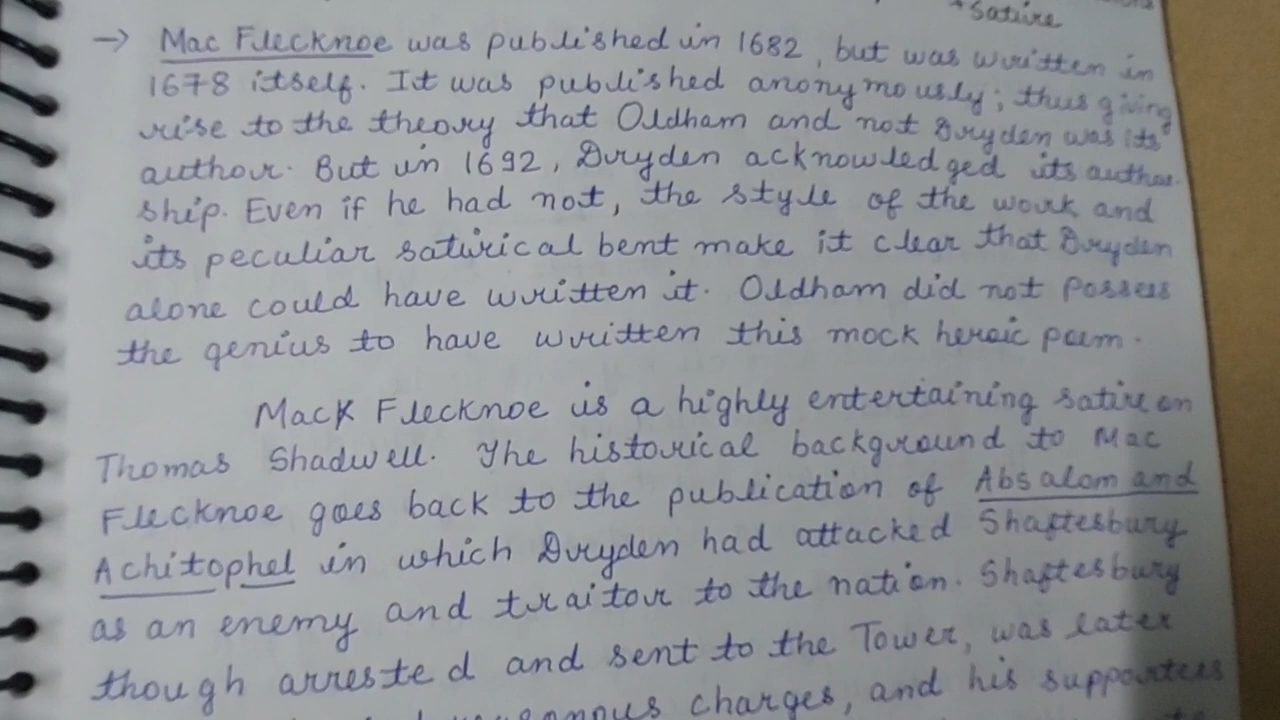 + Satire
→ Mac Flecknoe was published in 1682, but was written in
1678 itself. It was published anonymously; thus giving
rise to the theory that Oldham and not Dryden was its
author. But in 1692, Dryden acknowledged its author-
ship. Even if he had not, the style of the work and
its peculiar satirical bent make it clear that Dryden
alone could have written it. Oldham did not possess
the genius to have written this mock heroic poem.
Mack Flecknoe is a highly entertaining satire on
Thomas Shadwell. The historical background to Mac
Flecknoe goes back to the publication of Absalom and
Achitophel in which Dryden had attacked Shaftesbury
as an enemy and traitor to the nation. Shaftesbury
though arrested and sent to the Tower, was later
charges, and his supporters